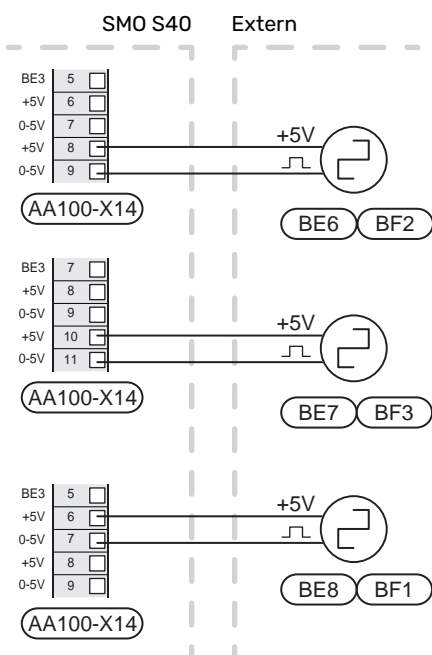 SMO S40 Extern
BE3 5
+5V 6
0-5V 7
+5V 8
0-5V 9
+5V
AA100-X14
BE6 BF2
BE3 7
+5V 8
0-5V 9
+5V 10
0-5V 11
+5V
AA100-X14
BE7 BF3
BE3 5
+5V 6
0-5V 7
+5V 8
0-5V 9
+5V
AA100-X14
BE8 BF1